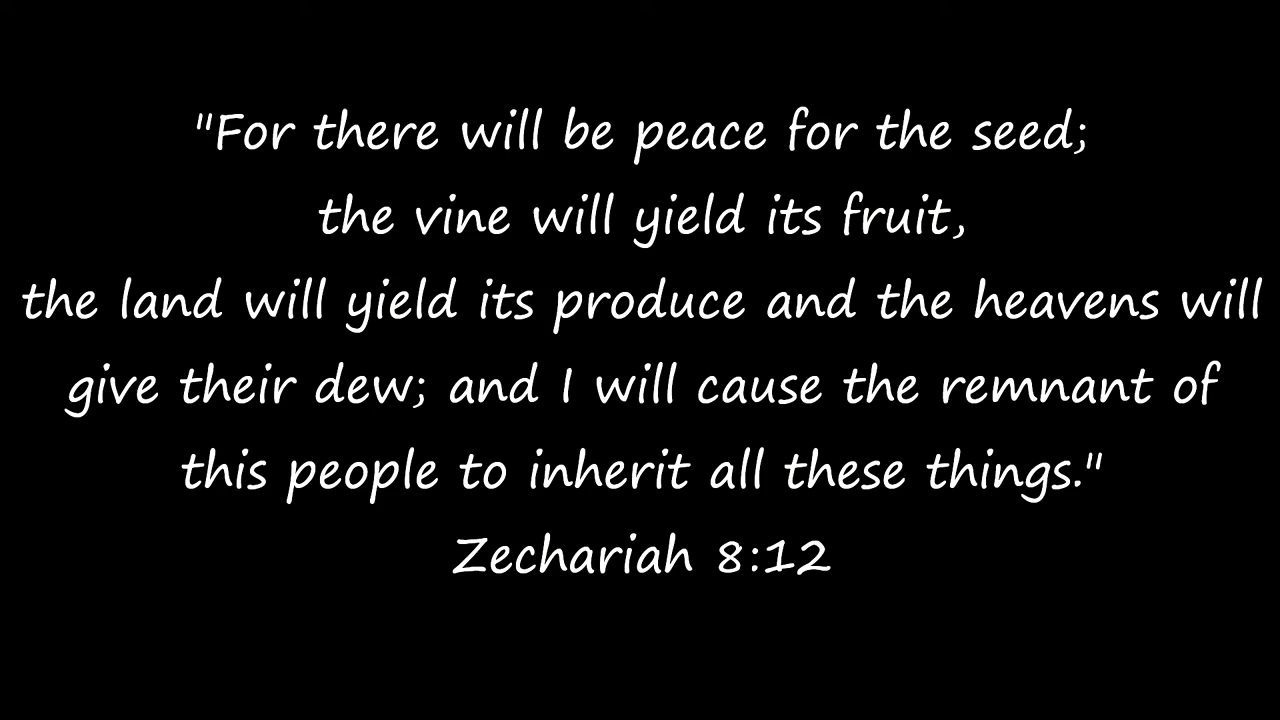 "For there will be peace for the seed;
the vine will yield its fruit,
the land will yield its produce and the heavens will
give their dew; and I will cause the remnant of
this people to inherit all these things."
Zechariah 8:12